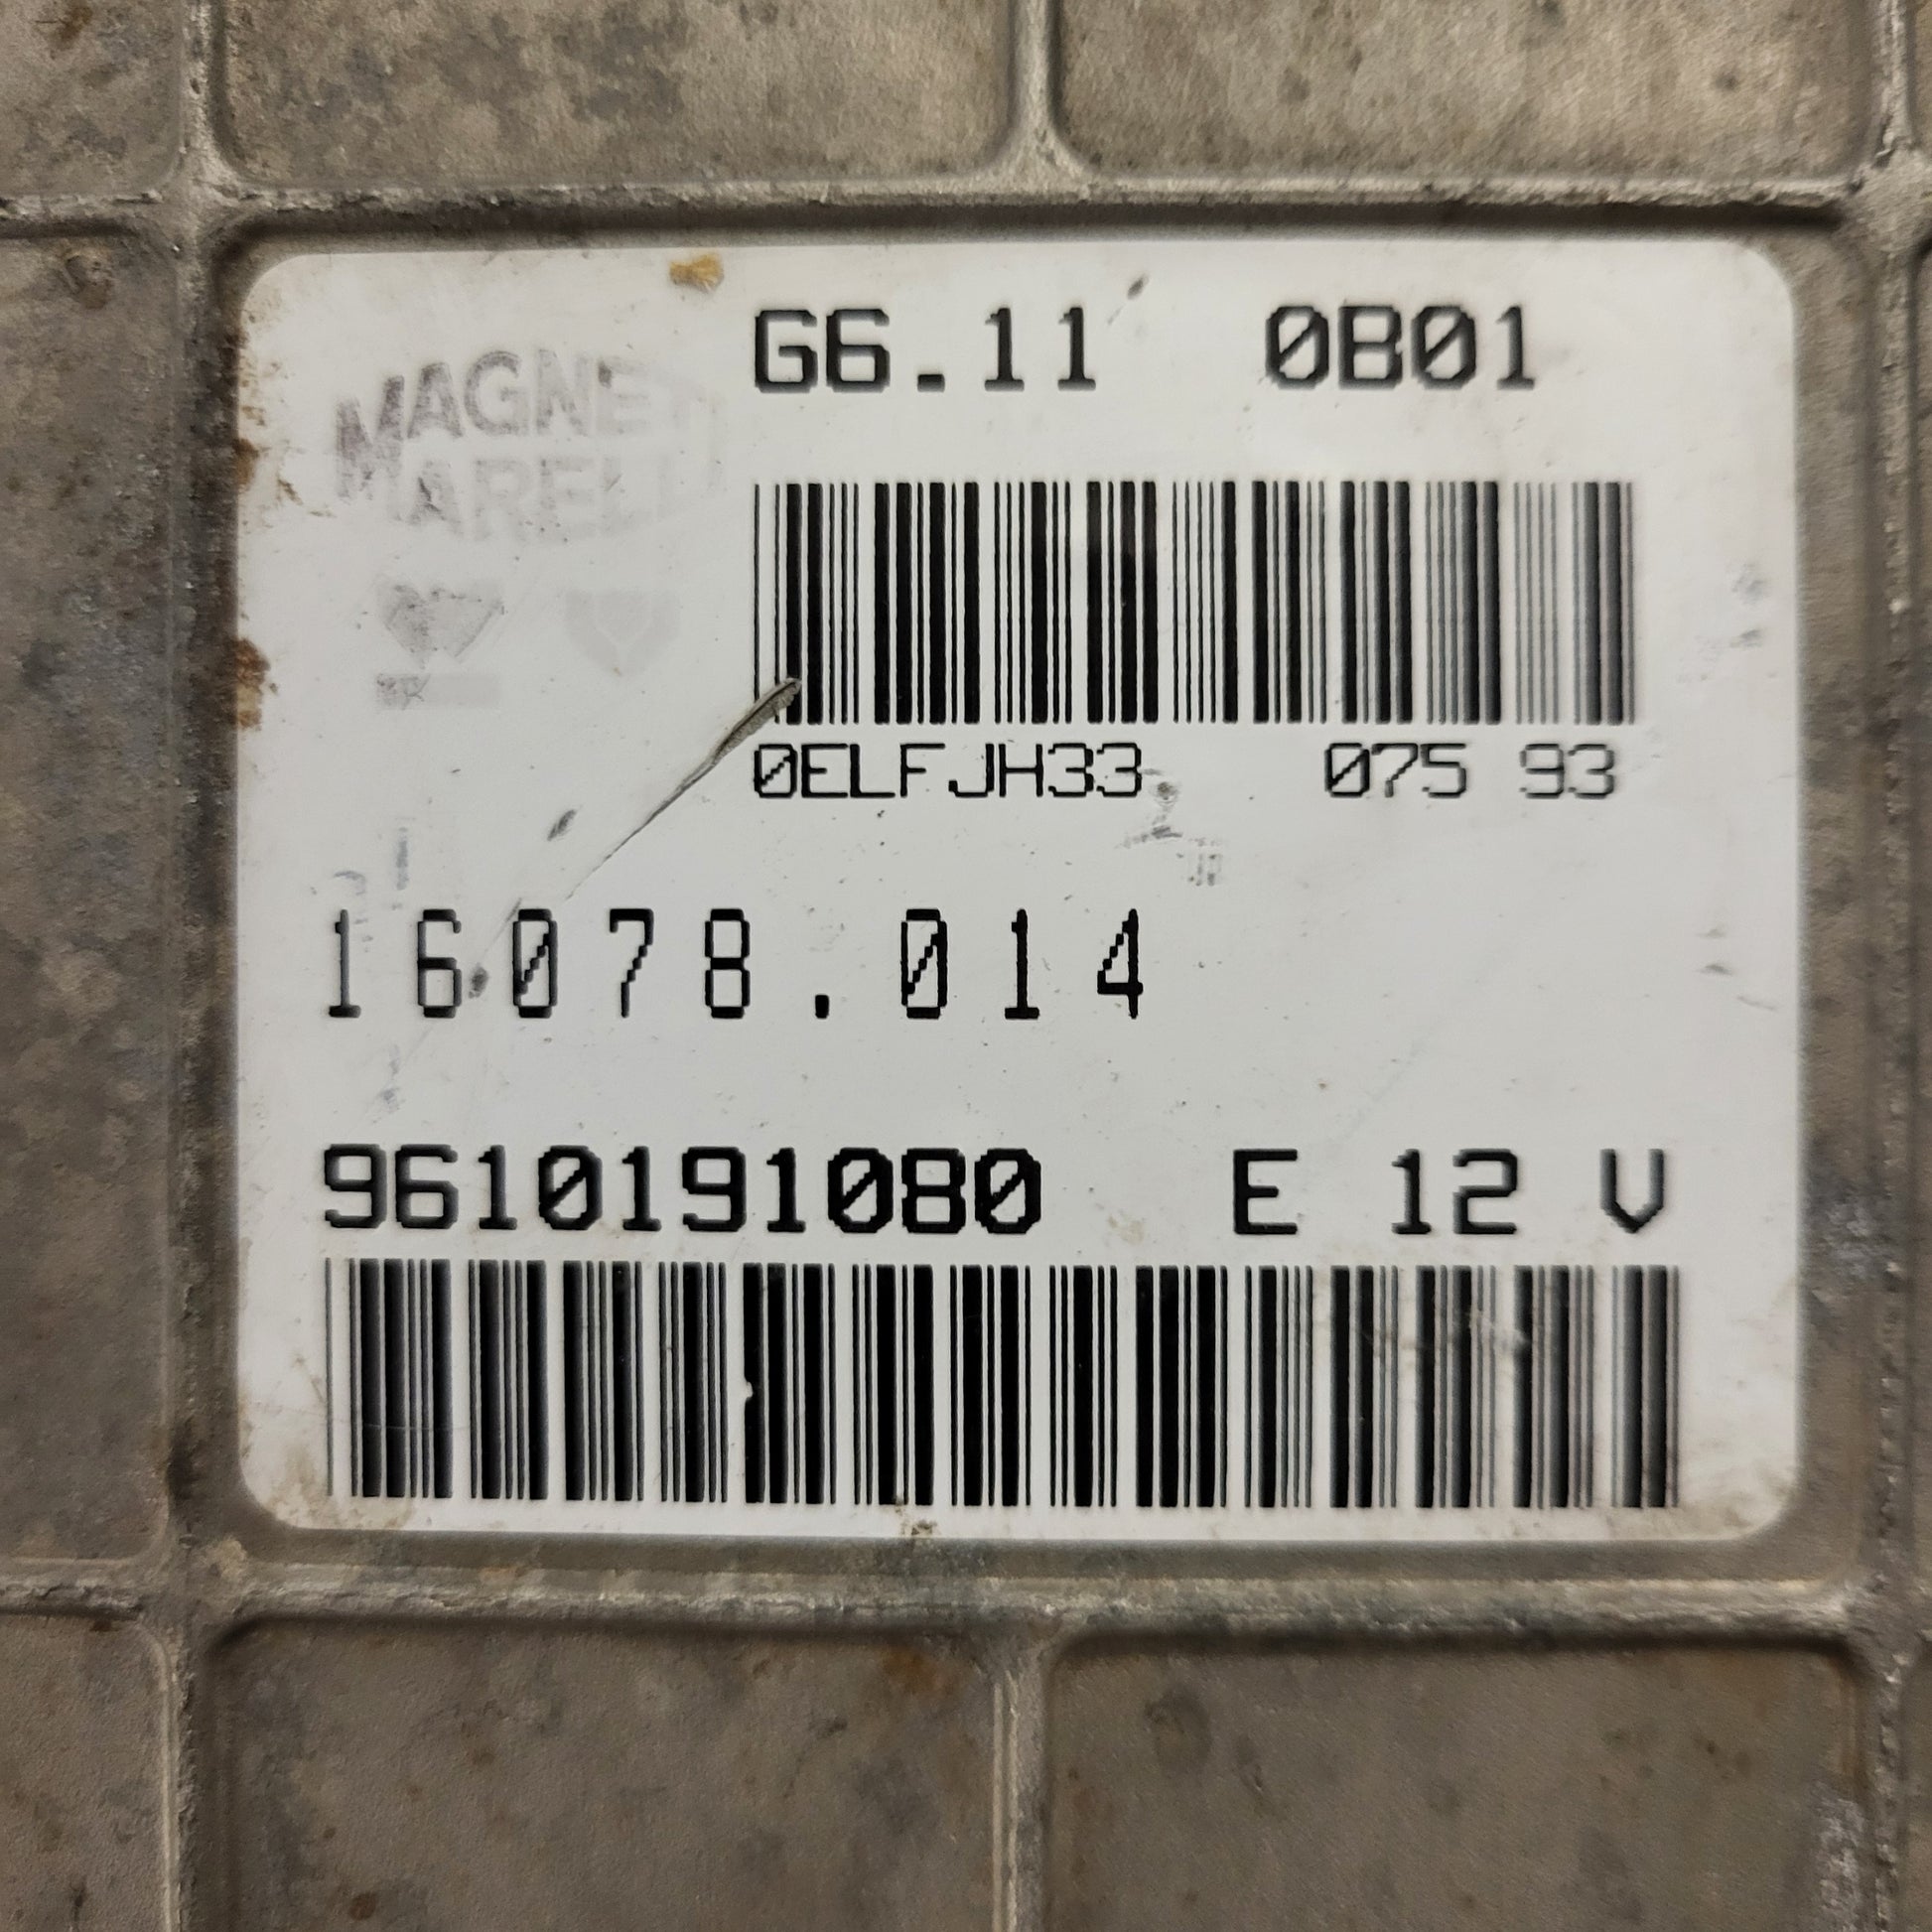 MAGNETI
MARELLI
G6.11 0B01
0ELFJH33 075 93
16078.014
9610191080 E 12 V